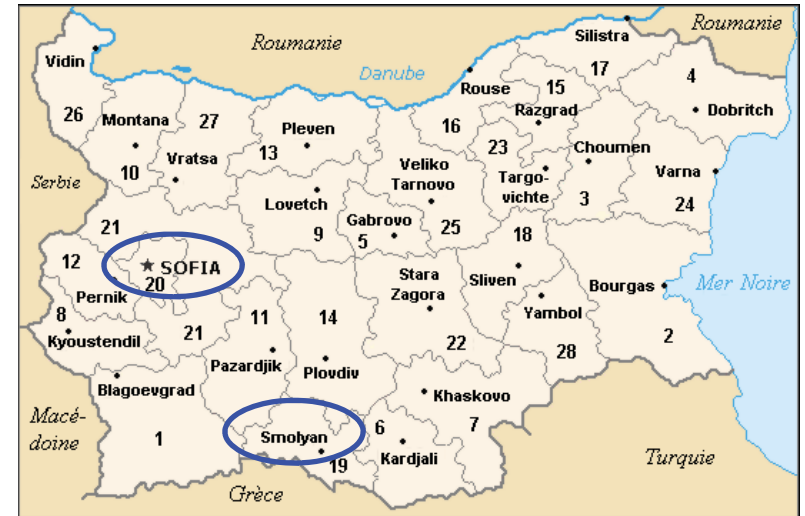 Roumanie
Roumanie
Silistra
Vidin
Danube
17
4
Rouse
15
Dobritch
26
Montana
27
Razgrad
Pleven
16
13
23
Choumen
Vratsa
Veliko
Tarnovo
Targo-
vichte
Varna
10
Serbie
Lovetch
3
24
Gabrovo
21
9
5
25
18
12
SOFIA
20
Stara
Zagora
Sliven
Bourgas
Mer Noire
Pernik
8
11
14
Yambol
Kyoustendil
21
22
28
2
Pazardjik
Plovdiv
Blagoevgrad
Khaskovo
Macé-
doine
1
Smolyan
6
7
19
Kardjali
Turquie
Grèce